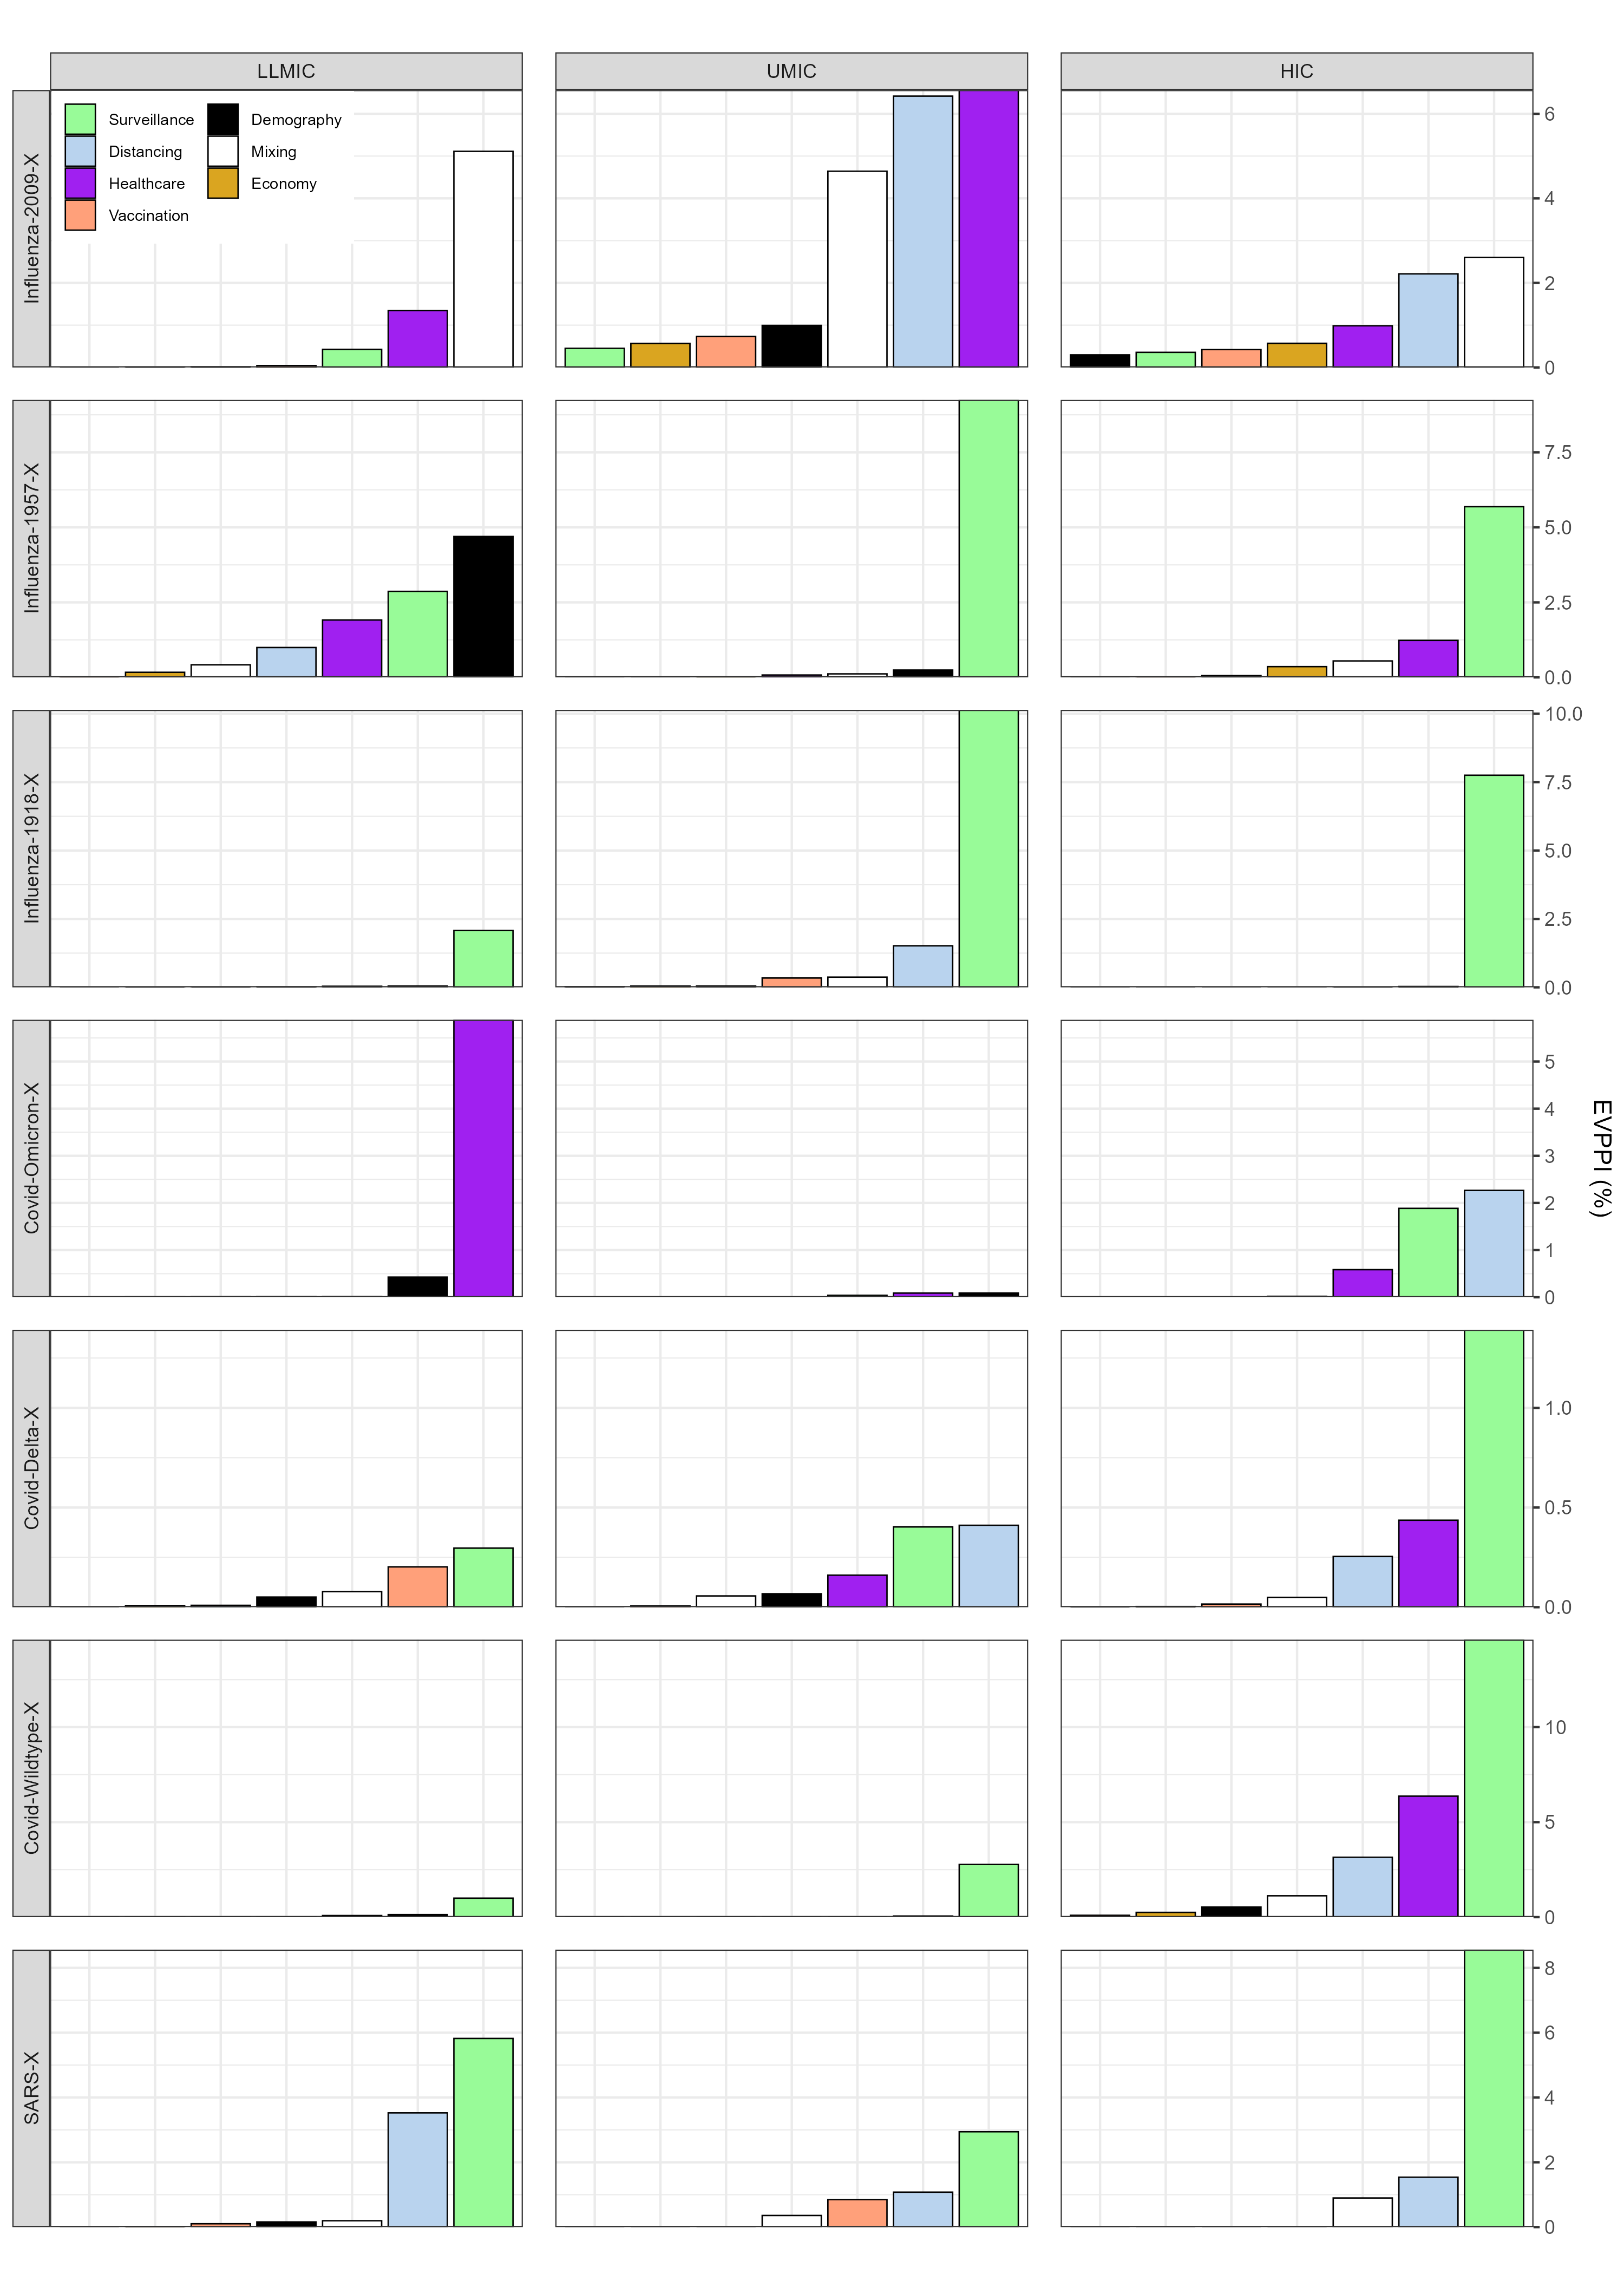 LLMIC UMIC HIC
Influenza-2009-X
Surveillance Demography
Distancing Mixing
Healthcare Economy
Vaccination
6
4
2
0
Influenza-1957-X
7.5
5.0
2.5
0.0
Influenza-1918-X
10.0
7.5
5.0
2.5
0.0
Covid-Omicron-X
5
4
3
2
1
0
EVPPI (%)
Covid-Delta-X
1.0
0.5
0.0
Covid-Wildtype-X
10
5
0
SARS-X
8
6
4
2
0